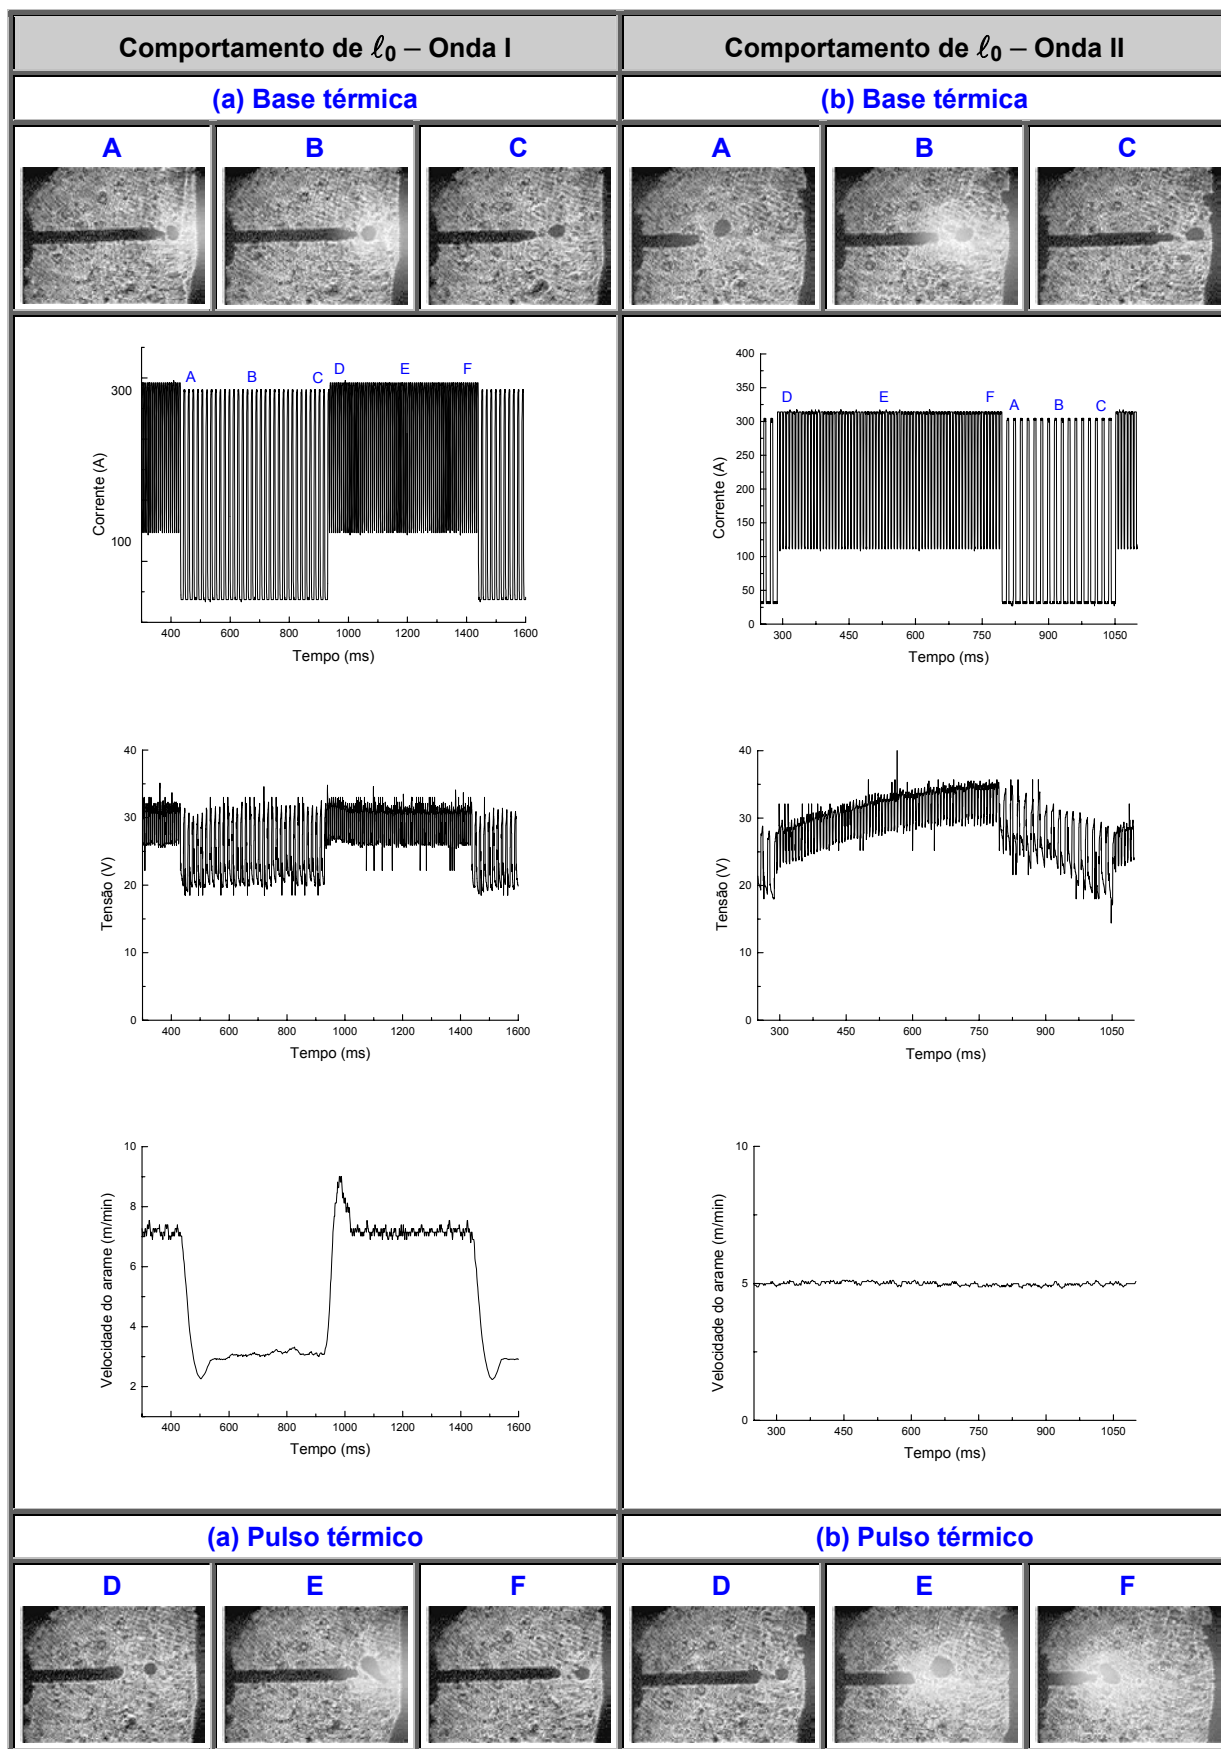 Comportamento de ℓ0 – Onda I
Comportamento de ℓ0 – Onda II
(a) Base térmica
(b) Base térmica
A B C
A B C
300
100
Corrente (A)
A B C D E F
400 600 800 1000 1200 1400 1600
Tempo (ms)
400
350
300
250
200
150
100
50
0
Corrente (A)
D E F A B C
300 450 600 750 900 1050
Tempo (ms)
40
30
20
10
0
Tensão (V)
400 600 800 1000 1200 1400 1600
Tempo (ms)
40
30
20
10
0
Tensão (V)
300 450 600 750 900 1050
Tempo (ms)
10
8
6
4
2
Velocidade do arame (m/min)
400 600 800 1000 1200 1400 1600
Tempo (ms)
10
5
0
Velocidade do arame (m/min)
300 450 600 750 900 1050
Tempo (ms)
(a) Pulso térmico
(b) Pulso térmico
D E F
D E F